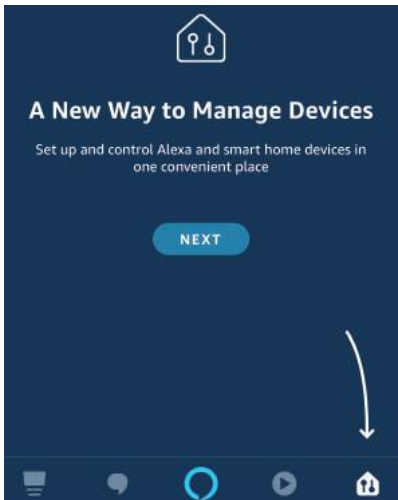 A New Way to Manage Devices
Set up and control Alexa and smart home devices in
one convenient place
NEXT